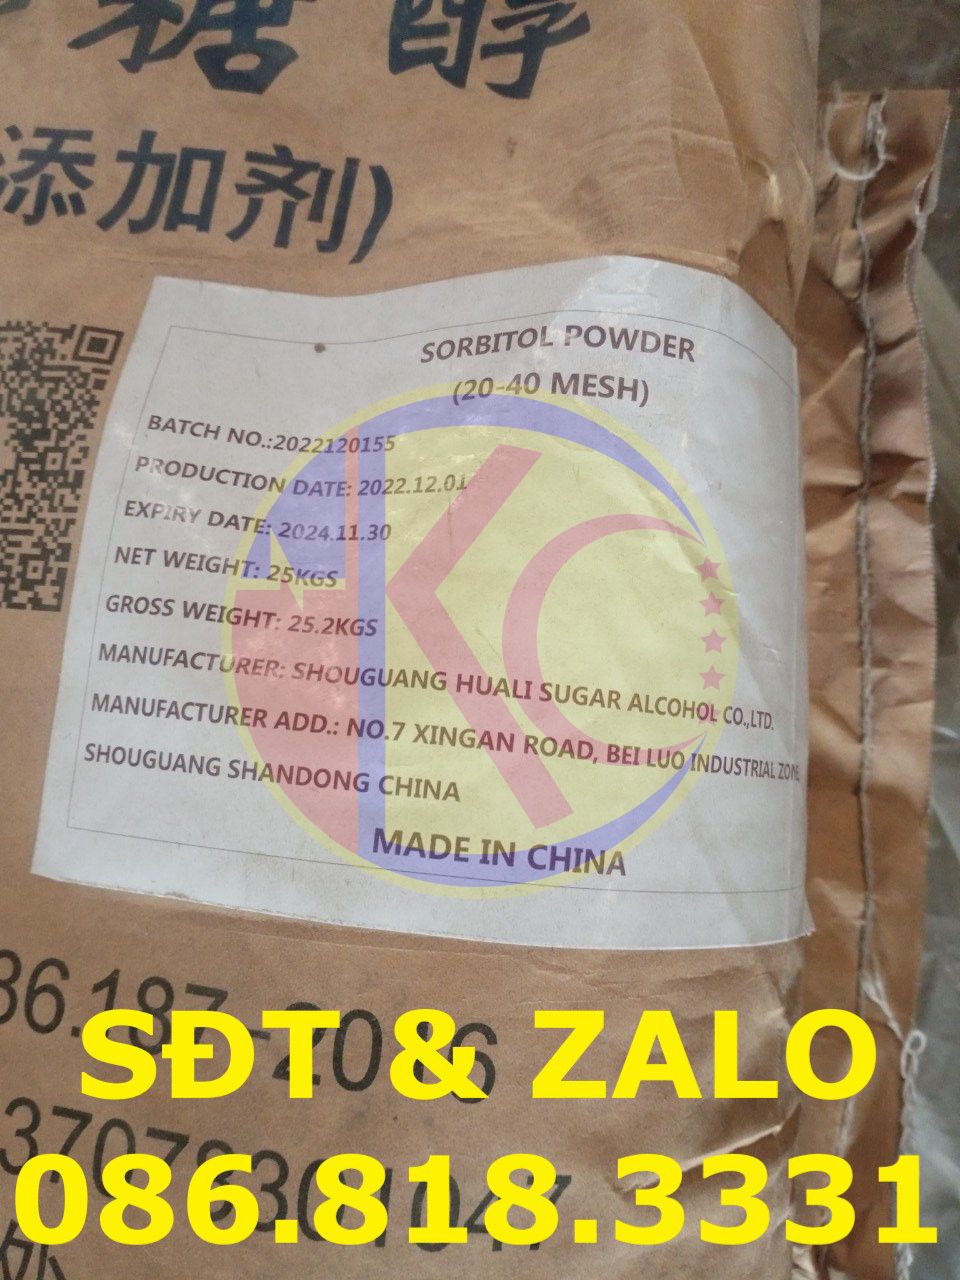 糖醇
添加剂)
SORBITOL POWDER
(20-40 MESH)
BATCH NO.:2022120155
PRODUCTION DATE: 2022.12.01
EXPIRY DATE: 2024.11.30
NET WEIGHT: 25KGS
GROSS WEIGHT: 25.2KGS
MANUFACTURER: SHOUGUANG HUALI SUGAR ALCOHOL CO.,LTD.
MANUFACTURER ADD.: NO.7 XINGAN ROAD, BEI LUO INDUSTRIAL ZONE
SHOUGUANG SHANDONG CHINA
MADE IN CHINA
86.187-2016
SĐT & ZALO
086.818.3331